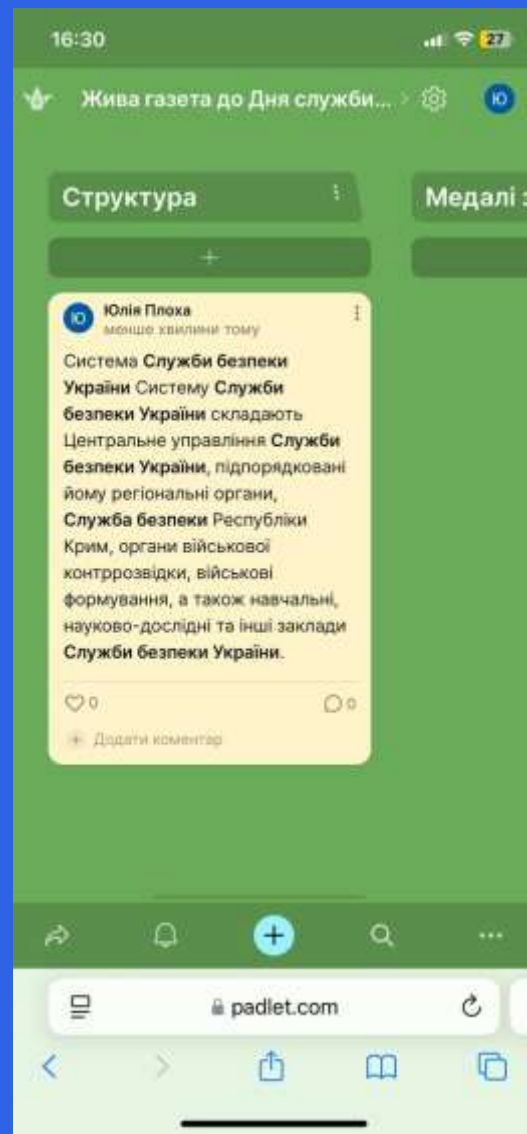 16:30
27
Жива газета до Дня служби...
Ю
Структура
Медалі з
Ю
Юлія Плоха
менше хвилини тому
Система Служби безпеки
України Систему Служби
безпеки України складають
Центральне управління Служби
безпеки України, підпорядковані
йому регіональні органи,
Служба безпеки Республіки
Крим, органи військової
контррозвідки, військові
формування, а також навчальні,
науково-дослідні та інші заклади
Служби безпеки України.
0
0
Додати коментар
padlet.com